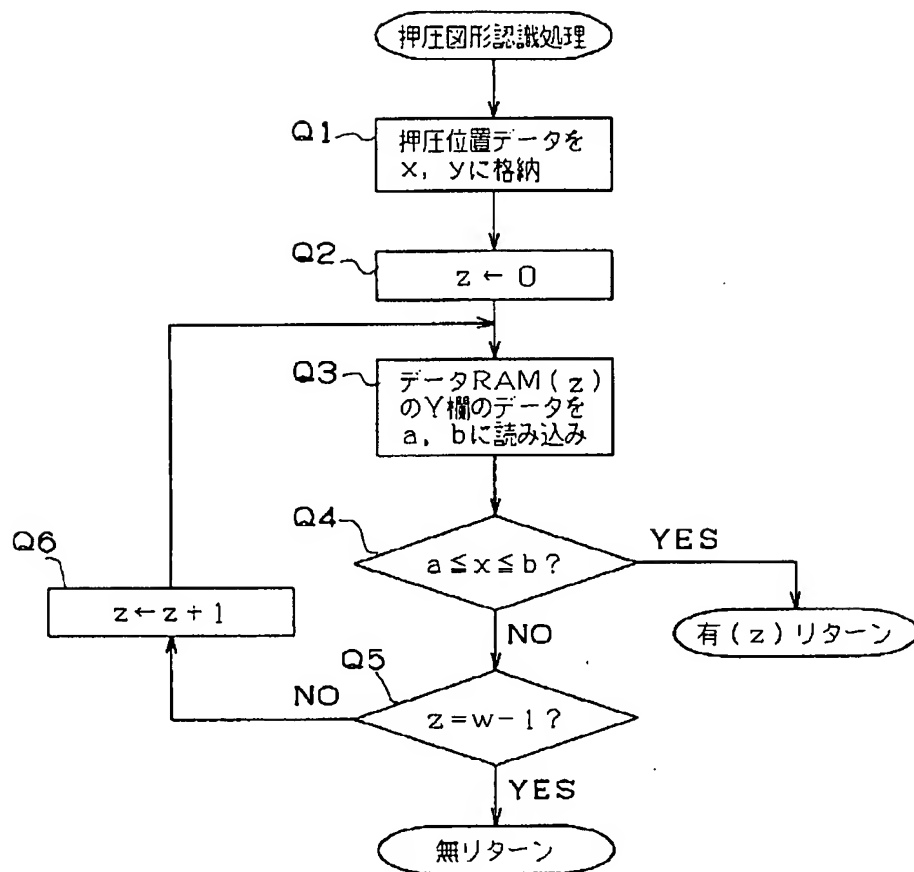 押圧図形認識処理
Q1
押圧位置データを
x, yに格納
Q2
z ← 0
Q3
データRAM(z)
のY欄のデータを
a, bに読み込み
Q4
a≦x≦b?
YES
有(z)リターン
NO
Q5
z=w-1?
NO
Q6
z←z+1
YES
無リターン